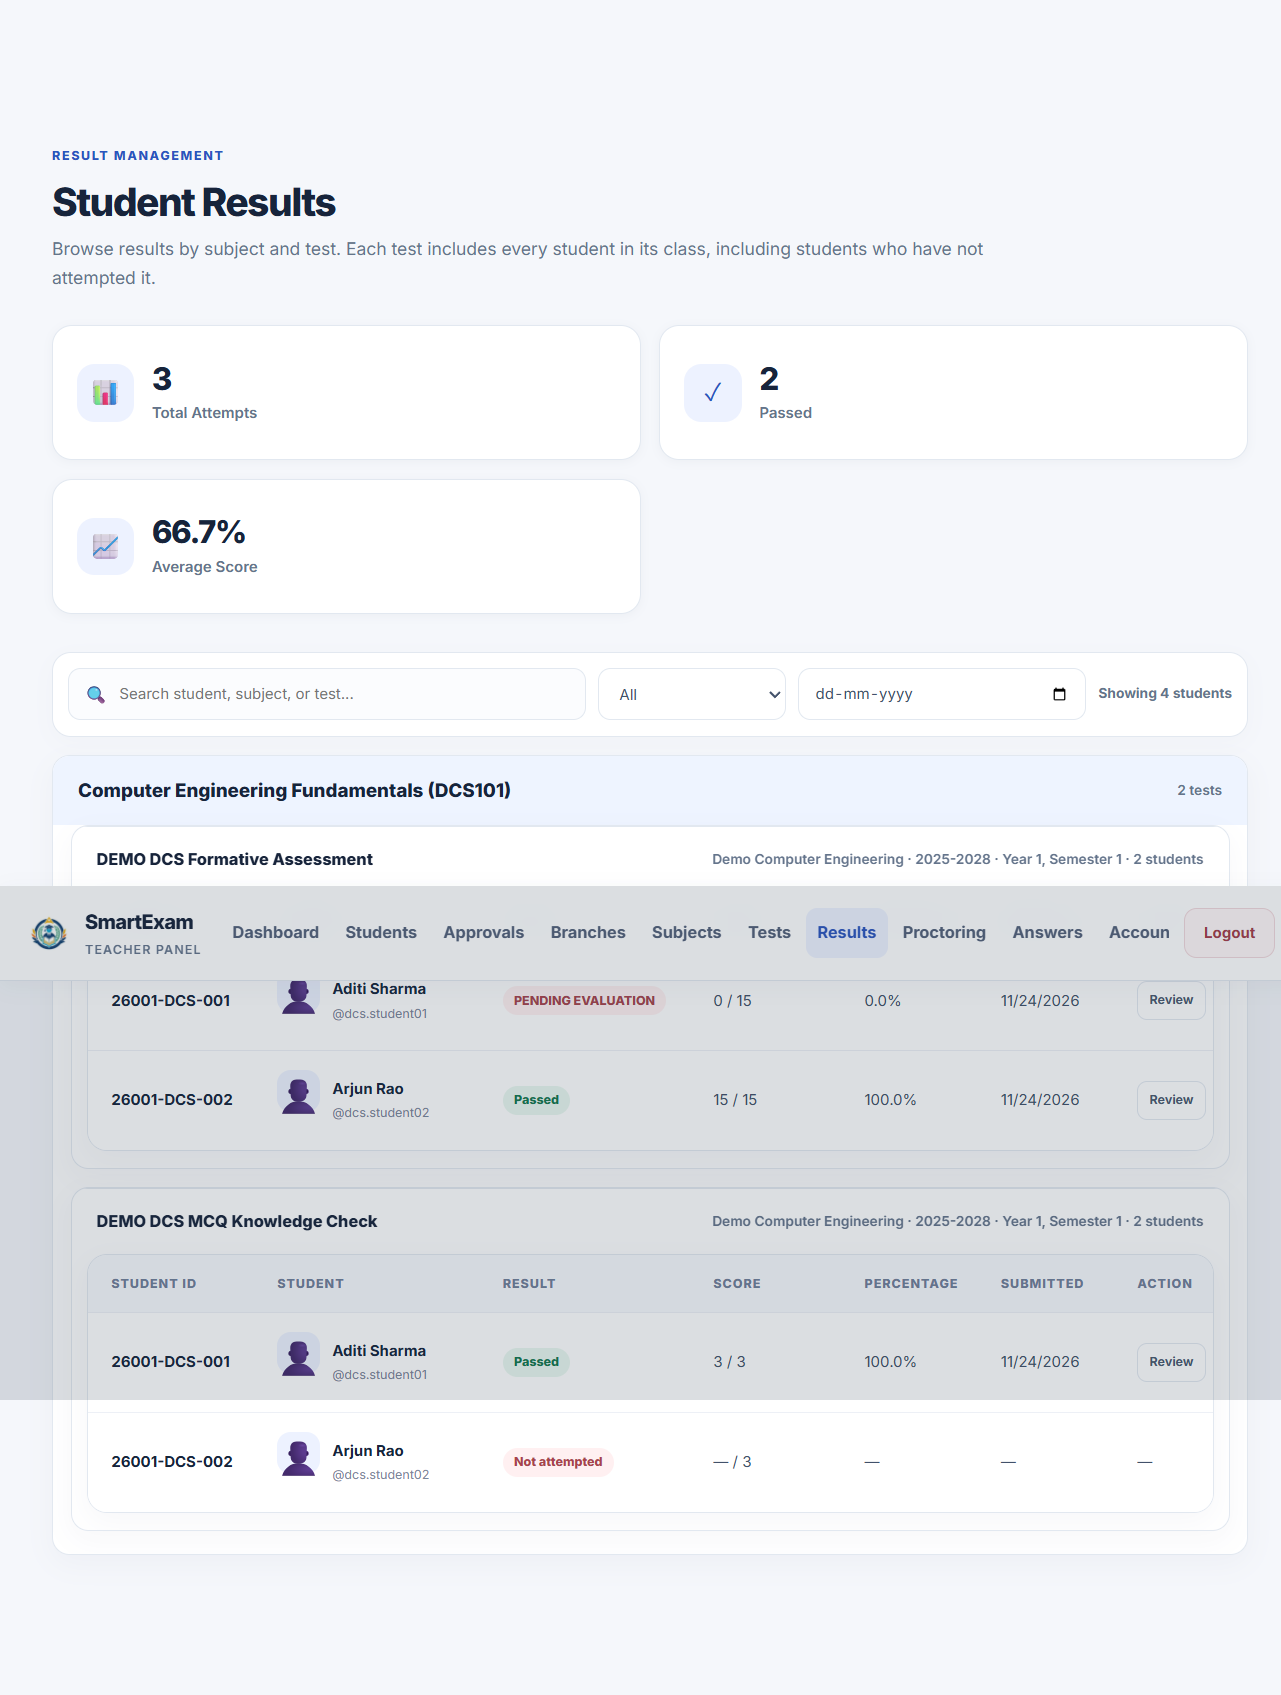 RESULT MANAGEMENT
Student Results
Browse results by subject and test. Each test includes every student in its class, including students who have not
attempted it.
3
Total Attempts
2
Passed
66.7%
Average Score
Search student, subject, or test...
All
dd-mm-yyyy
Showing 4 students
Computer Engineering Fundamentals (DCS101)
2 tests
DEMO DCS Formative Assessment
Demo Computer Engineering · 2025-2028 · Year 1, Semester 1 · 2 students
SmartExam
TEACHER PANEL
Dashboard
Students
Approvals
Branches
Subjects
Tests
Results
Proctoring
Answers
Accoun
Logout
26001-DCS-001
Aditi Sharma
@dcs.student01
PENDING EVALUATION
0 / 15
0.0%
11/24/2026
Review
26001-DCS-002
Arjun Rao
@dcs.student02
Passed
15 / 15
100.0%
11/24/2026
Review
DEMO DCS MCQ Knowledge Check
Demo Computer Engineering · 2025-2028 · Year 1, Semester 1 · 2 students
STUDENT ID
STUDENT
RESULT
SCORE
PERCENTAGE
SUBMITTED
ACTION
26001-DCS-001
Aditi Sharma
@dcs.student01
Passed
3 / 3
100.0%
11/24/2026
Review
26001-DCS-002
Arjun Rao
@dcs.student02
Not attempted
— / 3
—
—
—